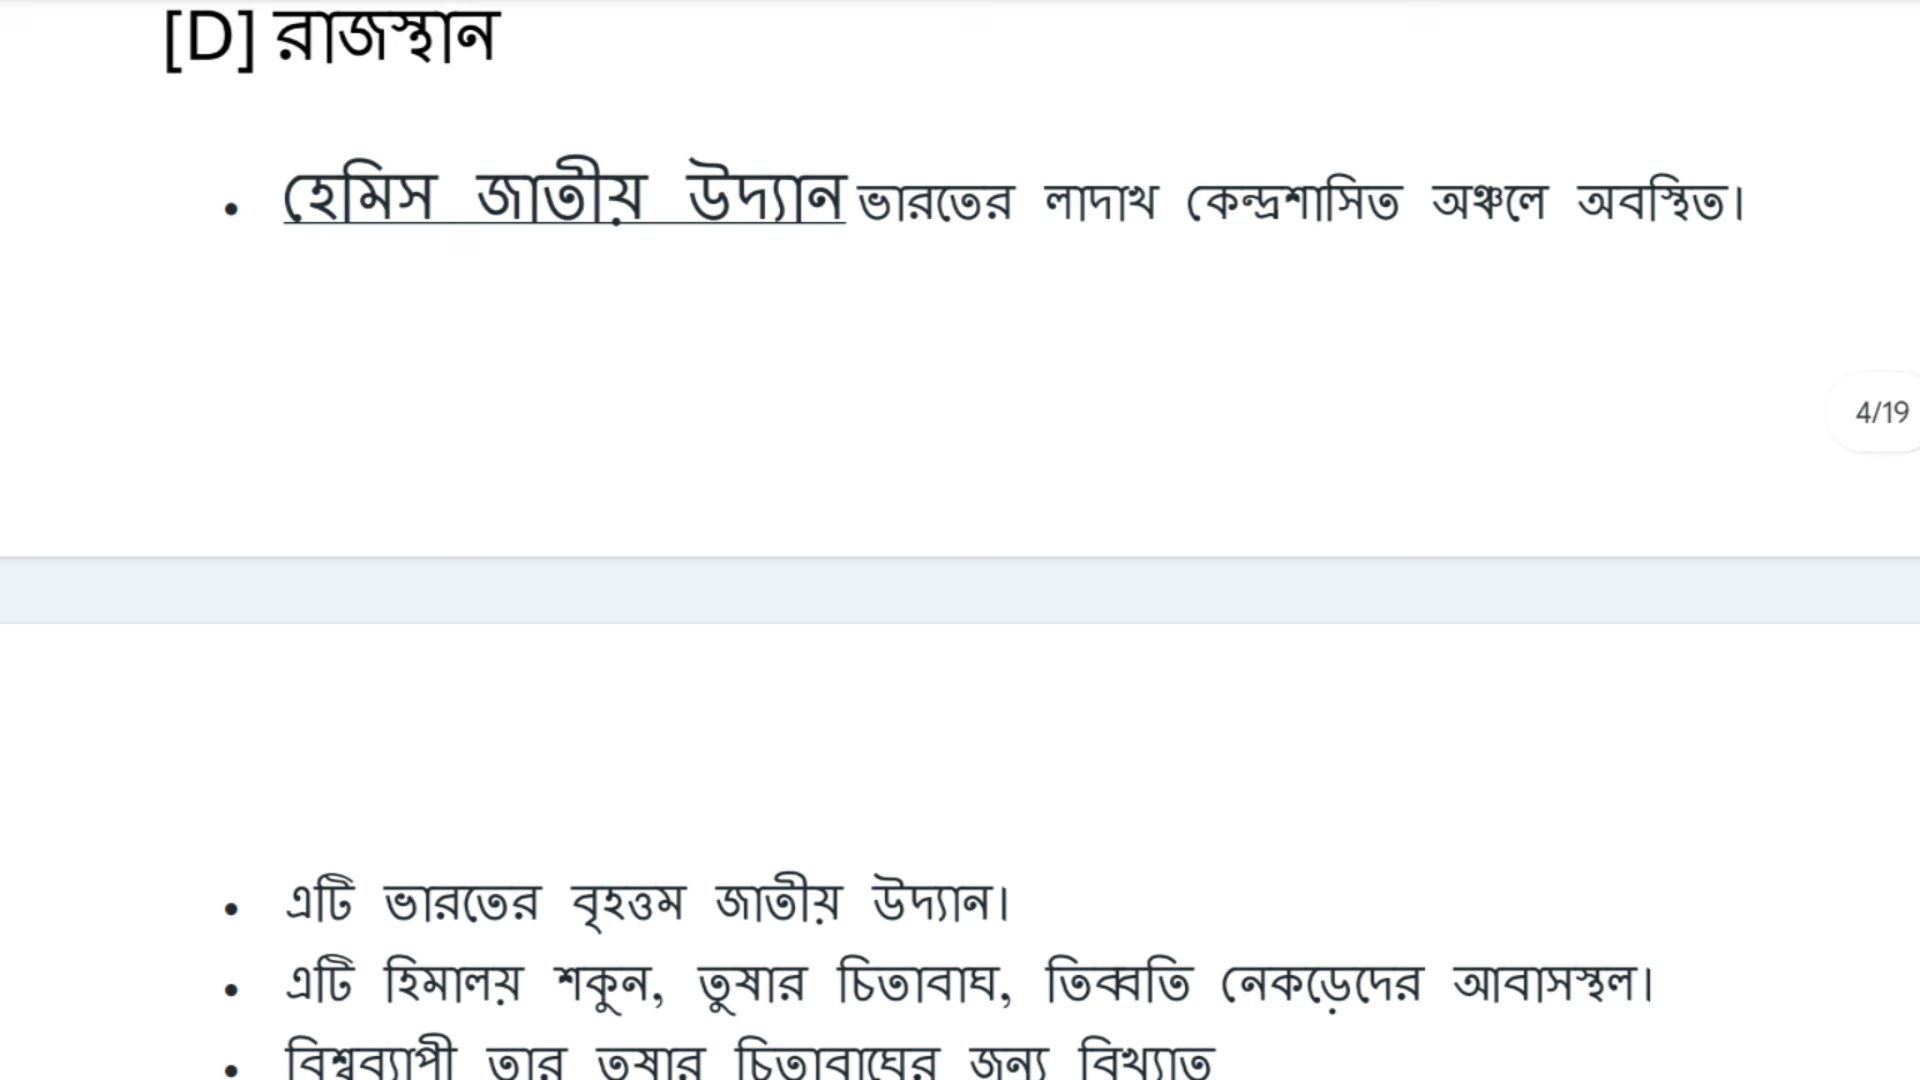 [D] রাজস্থান
• হেমিস জাতীয় উদ্যান ভারতের লাদাখ কেন্দ্রশাসিত অঞ্চলে অবস্থিত।
4/19
• এটি ভারতের বৃহত্তম জাতীয় উদ্যান।
• এটি হিমালয় শকুন, তুষার চিতাবাঘ, তিব্বতি নেকড়েদের আবাসস্থল।
• বিশ্বব্যাপী তার তুষার চিতাবাঘের জন্য বিখ্যাত